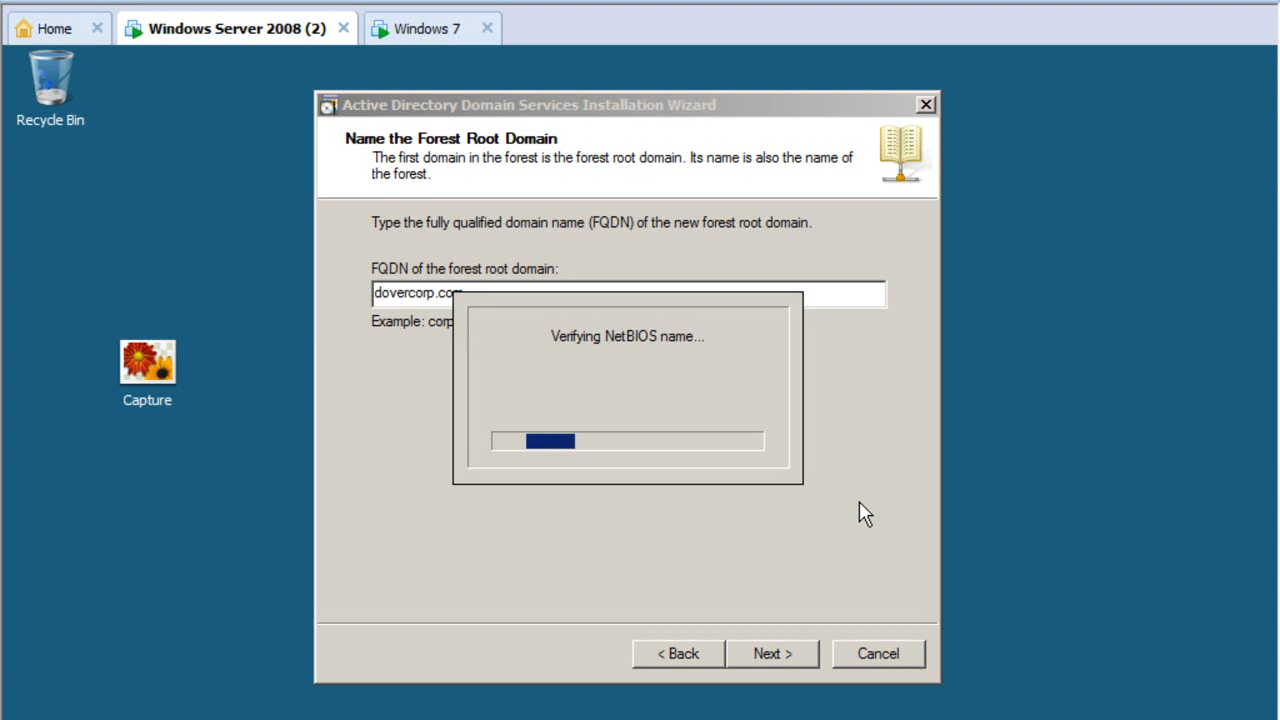 Home
Windows Server 2008 (2)
Windows 7
Recycle Bin
Active Directory Domain Services Installation Wizard
Name the Forest Root Domain
The first domain in the forest is the forest root domain. Its name is also the name of
the forest.
Type the fully qualified domain name (FQDN) of the new forest root domain.
FQDN of the forest root domain:
dovercorp.com
Example: corp
Verifying NetBIOS name...
Capture
< Back
Next >
Cancel